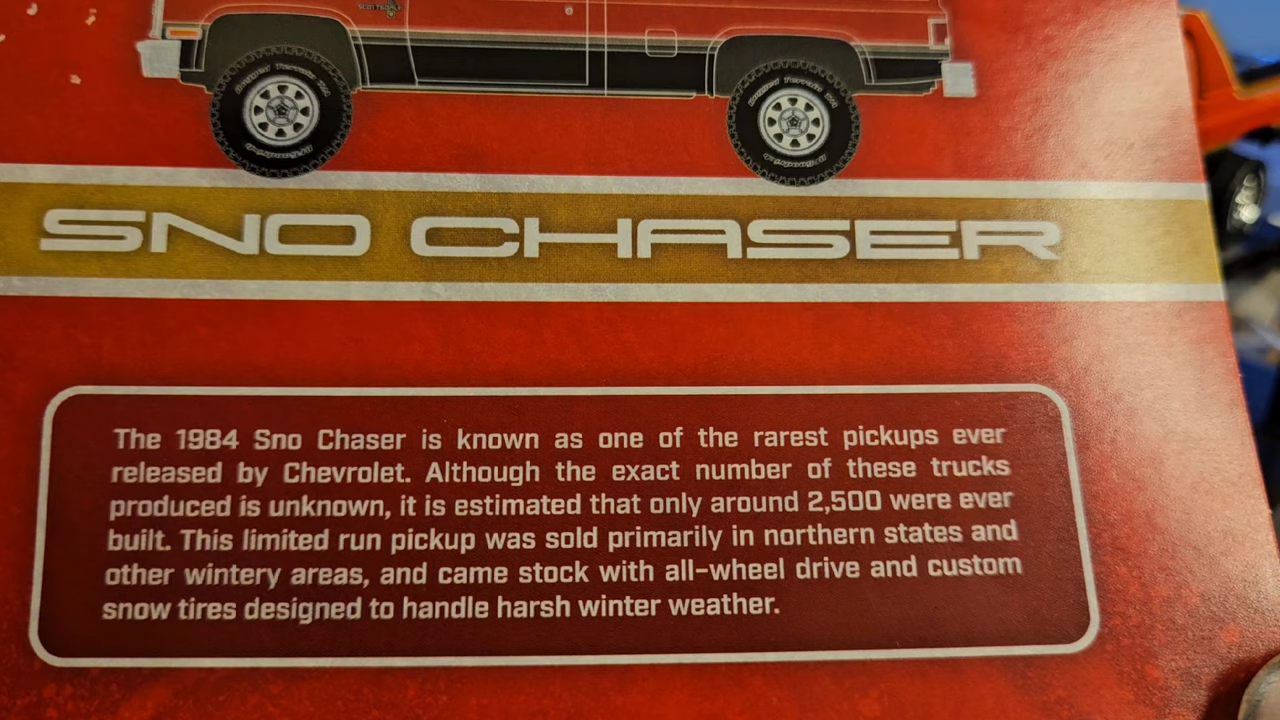 SCOTTSDALE
SNO CHASER
The 1984 Sno Chaser is known as one of the rarest pickups ever
released by Chevrolet. Although the exact number of these trucks
produced is unknown, it is estimated that only around 2,500 were ever
built. This limited run pickup was sold primarily in northern states and
other wintery areas, and came stock with all-wheel drive and custom
snow tires designed to handle harsh winter weather.